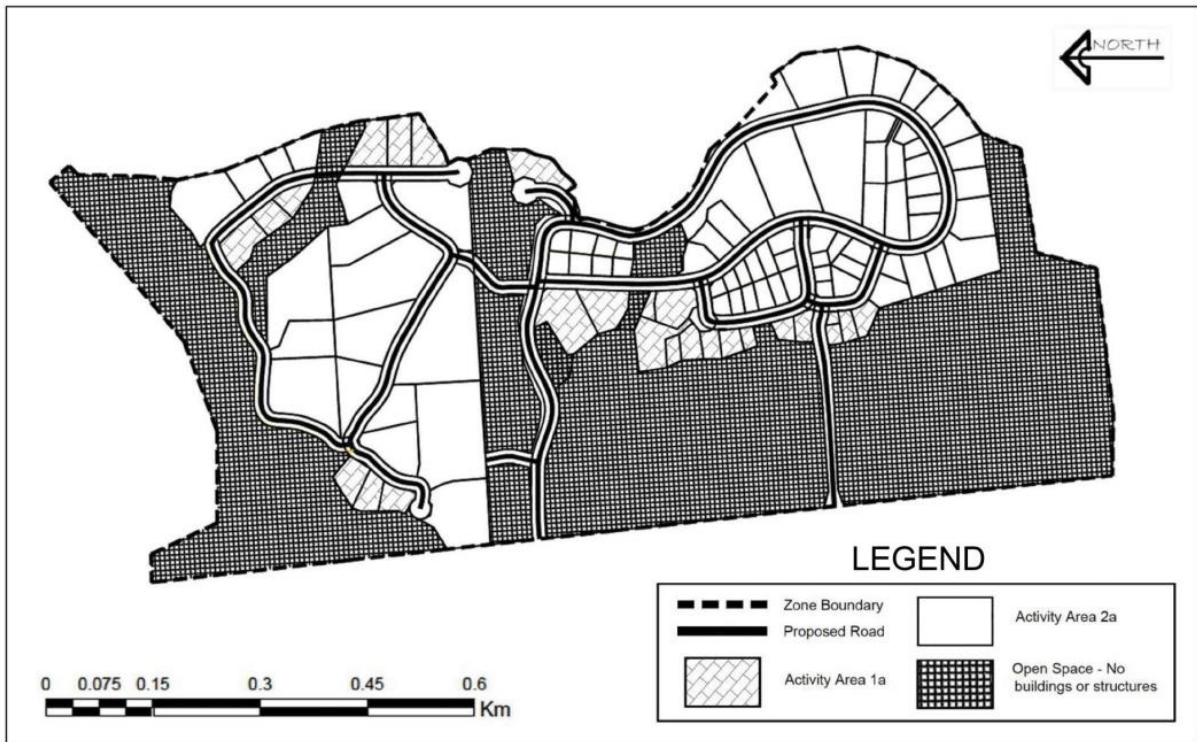 NORTH
LEGEND
Zone Boundary
Proposed Road
Activity Area 2a
Activity Area 1a
Open Space - No
buildings or structures
0 0.075 0.15 0.3 0.45 0.6
Km